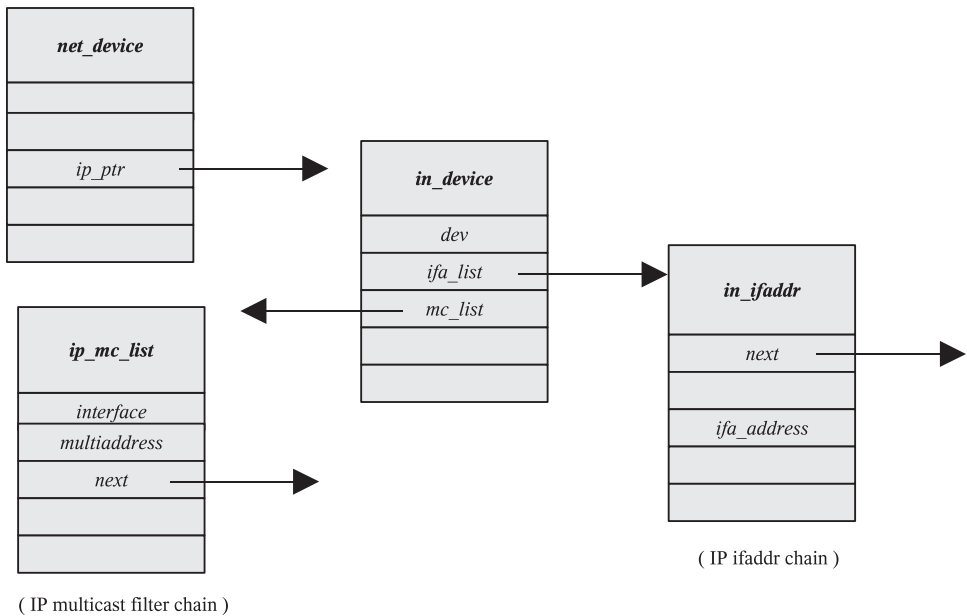 net_device
ip_ptr
in_device
dev
ifa_list
mc_list
in_ifaddr
next
ifa_address
( IP ifaddr chain )
ip_mc_list
interface
multiaddress
next
( IP multicast filter chain )